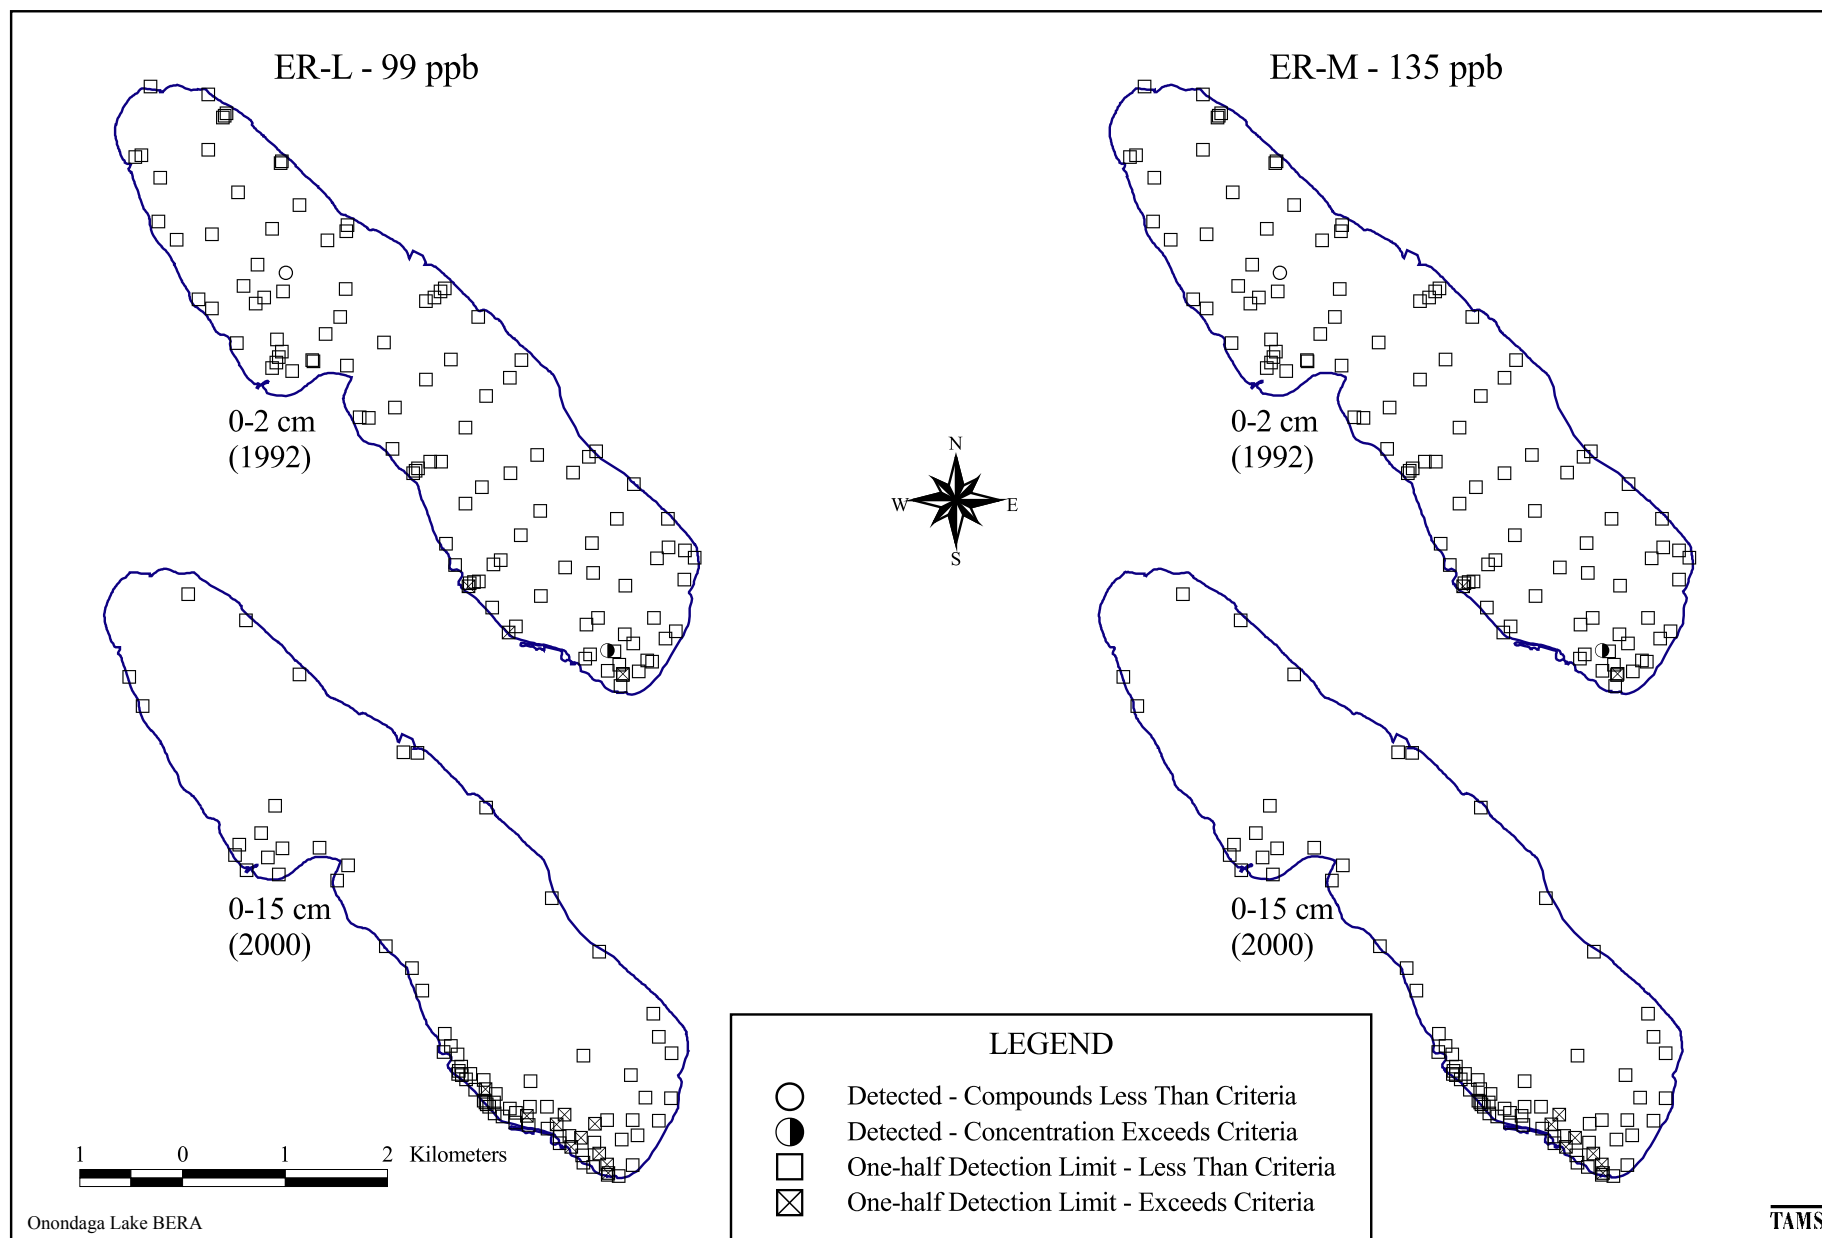 ER-L - 99 ppb
ER-M - 135 ppb
0-2 cm
(1992)
0-2 cm
(1992)
N
W E
S
0-15 cm
(2000)
0-15 cm
(2000)
LEGEND
Detected - Compounds Less Than Criteria
Detected - Concentration Exceeds Criteria
One-half Detection Limit - Less Than Criteria
One-half Detection Limit - Exceeds Criteria
1 0 1 2 Kilometers
Onondaga Lake BERA
TAMS